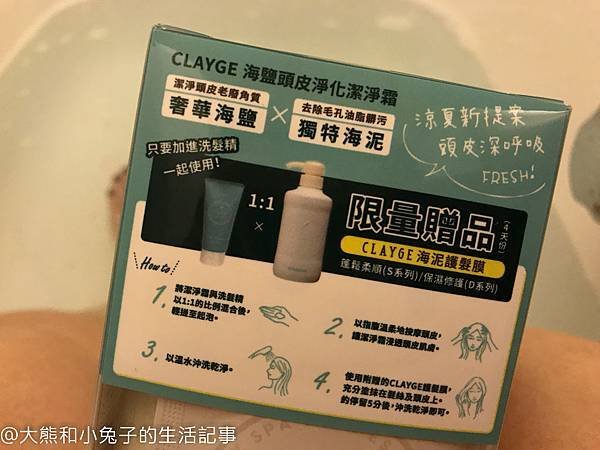 CLAYGE 海鹽頭皮淨化潔淨霜
潔淨頭皮老廢角質
奢華海鹽
×
去除毛孔油脂髒污
獨特海泥
涼夏新提案
頭皮深呼吸
FRESH!
只要加進洗髮精
一起使用!
1:1
×
限量贈品
(4天份)
CLAYGE 海泥護髮膜
蓬鬆柔順(S系列)/保濕修護(D系列)
How to
1.
將潔淨霜與洗髮精
以1:1的比例混合後,
輕搓至起泡。
2.
以指腹溫柔地按摩頭皮,
讓潔淨霜浸透頭皮肌膚。
3.
以溫水沖洗乾淨。
4.
使用附贈的CLAYGE護髮膜,
充分塗抹在髮絲及頭皮上。
約停留5分後,沖洗乾淨即可。
SPA
@大熊和小兔子的生活記事